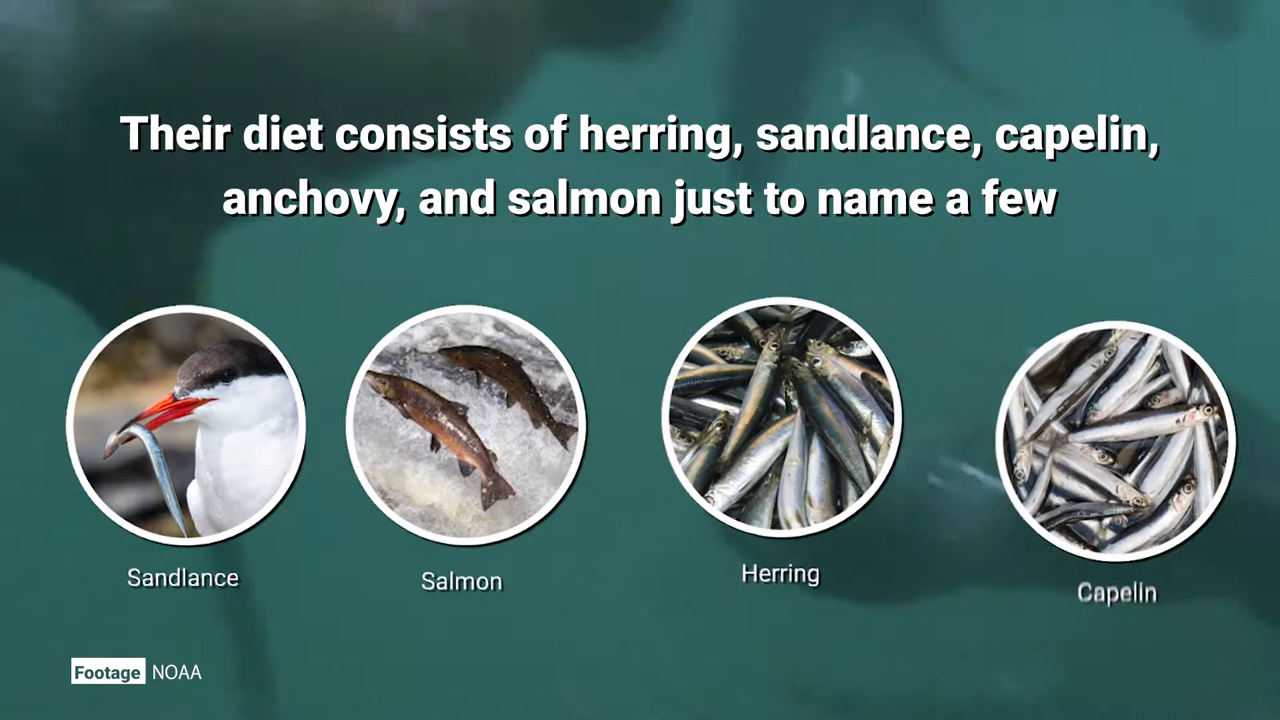 Their diet consists of herring, sandlance, capelin,
anchovy, and salmon just to name a few
Sandlance
Salmon
Herring
Capelin
Footage NOAA